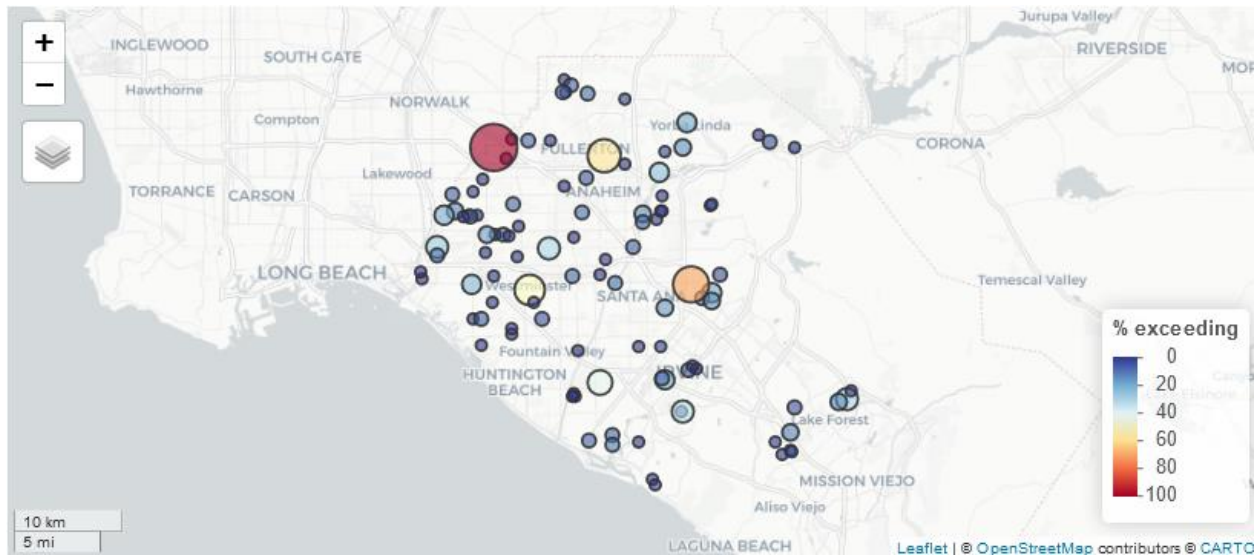 Jurupa Valley
+
INGLEWOOD
RIVERSIDE
SOUTH GATE
−
Hawthorne
NORWALK
Compton
Yorba Linda
CORONA
FULLERTON
Lakewood
TORRANCE
CARSON
ANAHEIM
LONG BEACH
Temescal Valley
Westminster
SANTA ANA
% exceeding
0
20
40
60
80
100
Fountain Valley
HUNTINGTON
BEACH
IRVINE
Lake Forest
MISSION VIEJO
Aliso Viejo
10 km
5 mi
LAGUNA BEACH
Leaflet | © OpenStreetMap contributors © CARTO